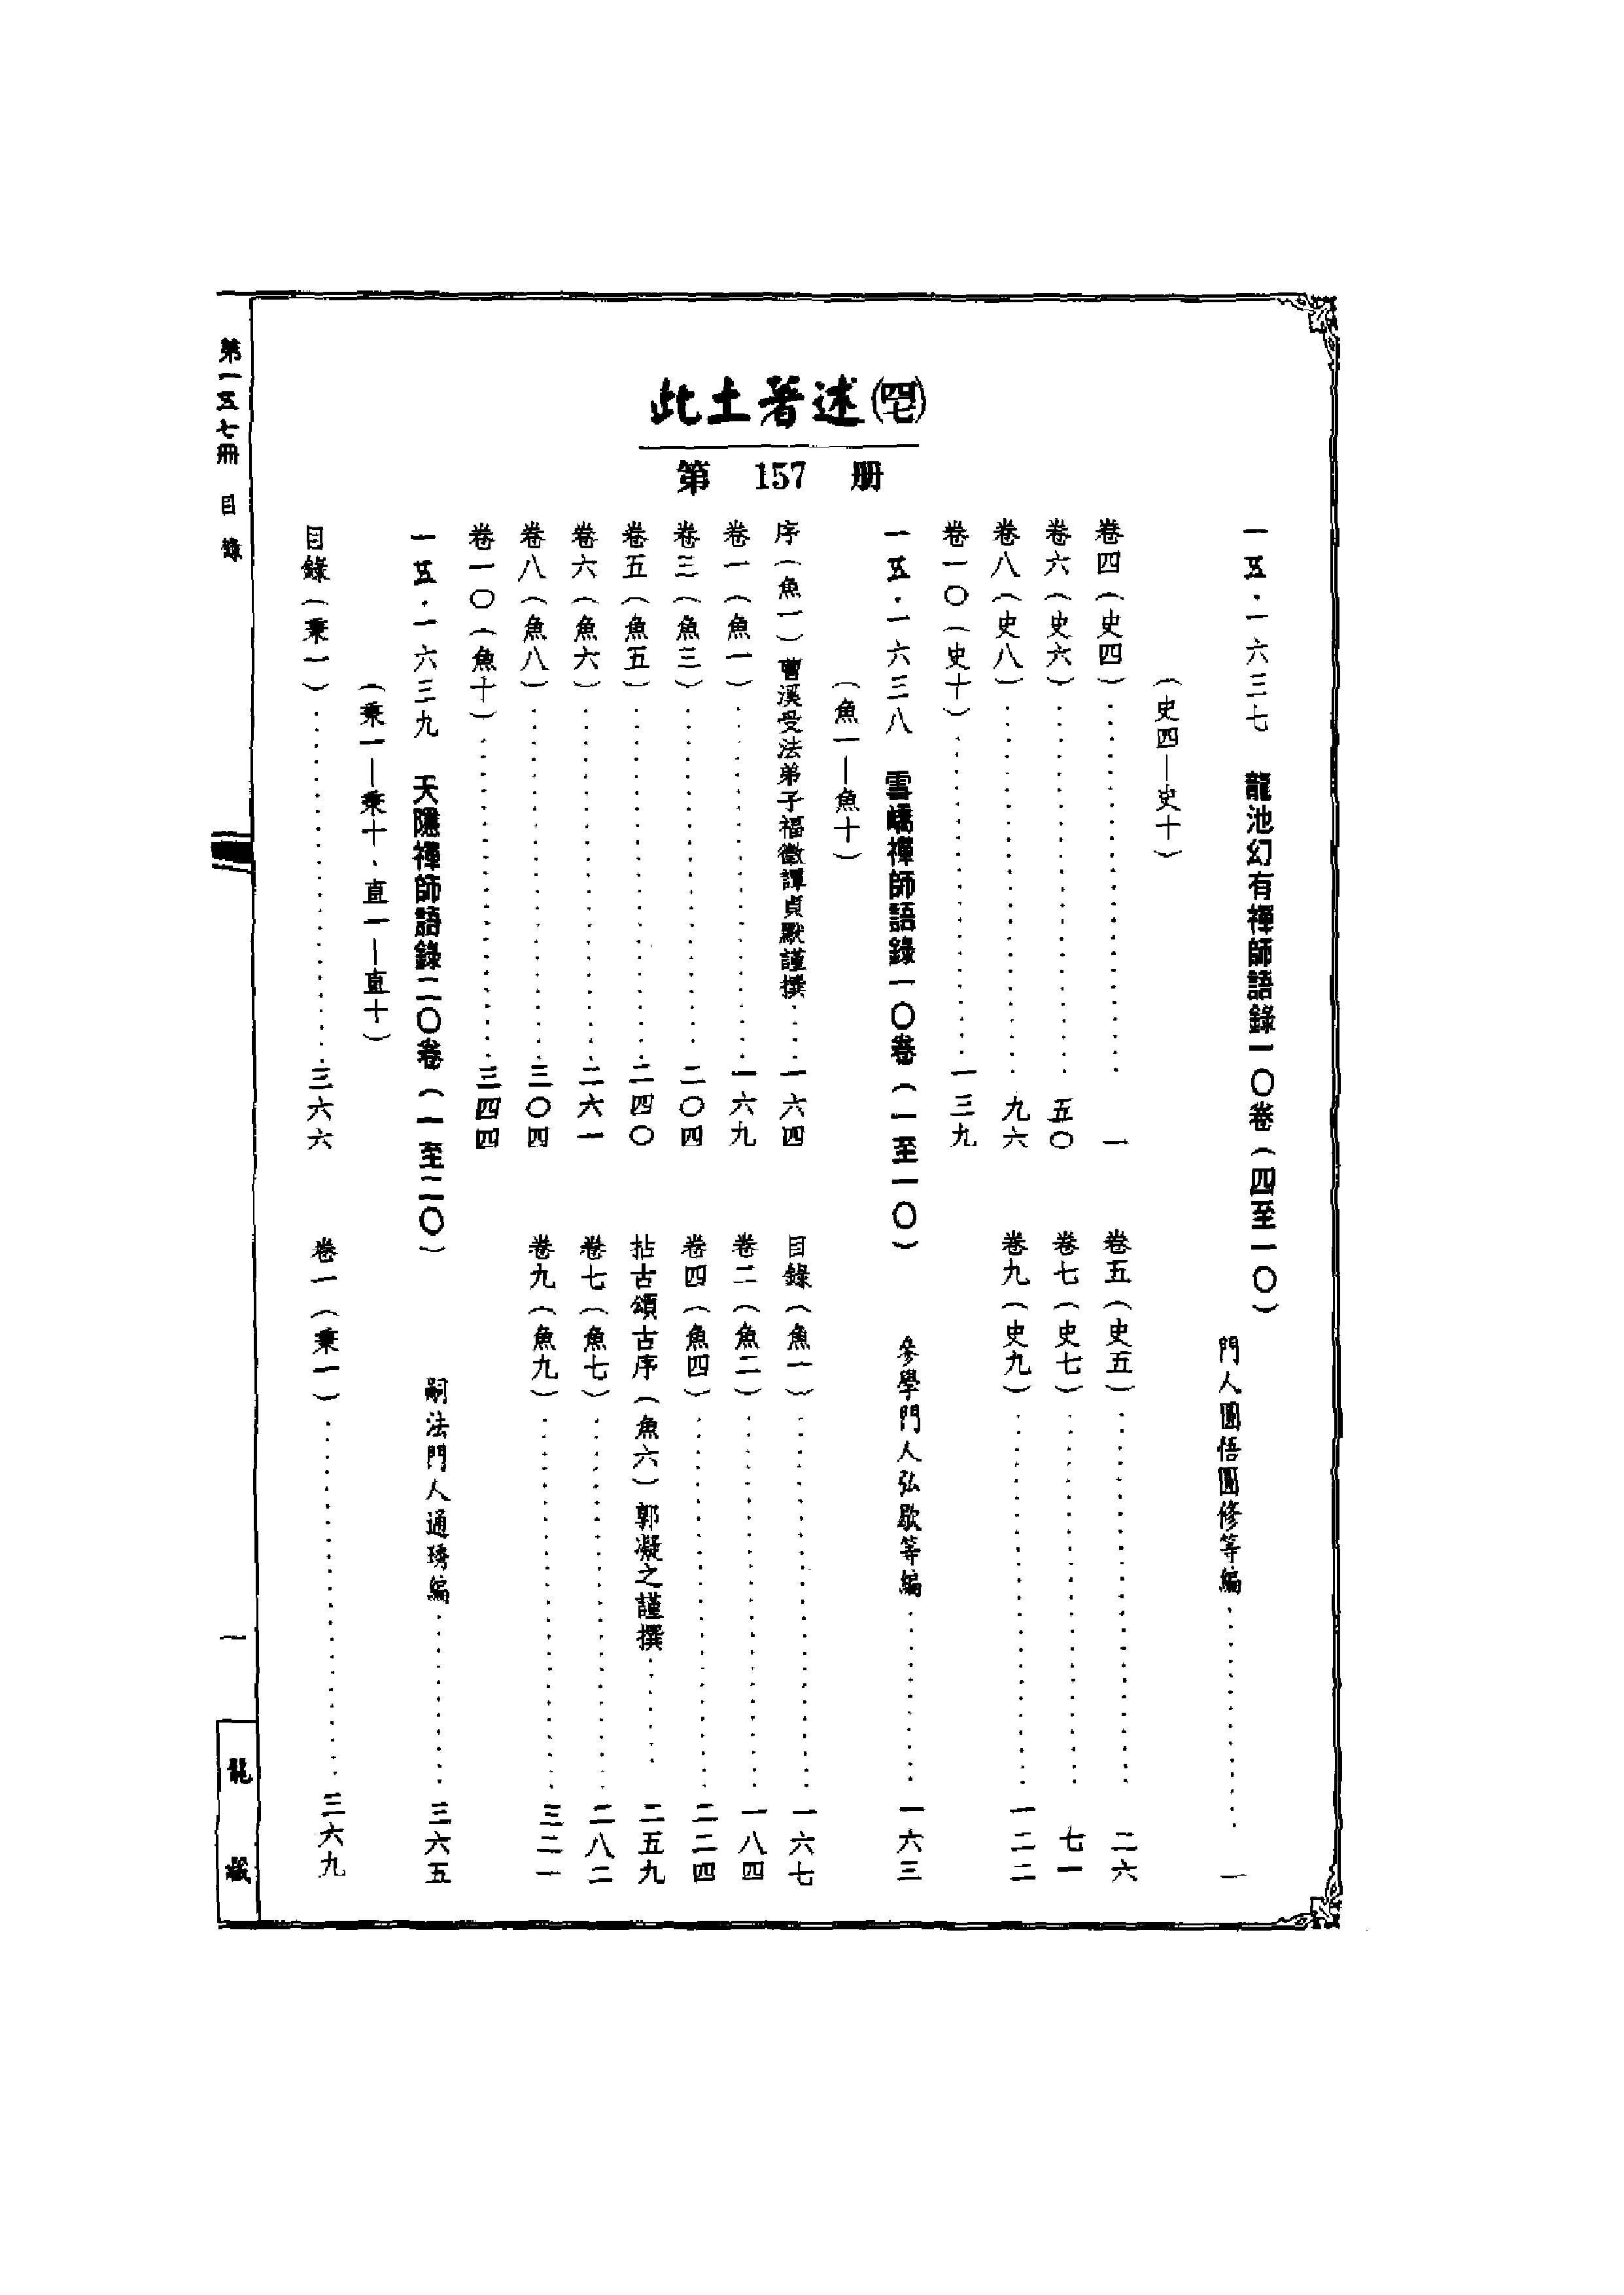 此土著述㈣七
第 157 册
一五·一六三七 龍池幻有禪師語錄一〇卷（四至一〇）
門人圓悟圓修等編…………一
（史四—史十）
卷四（史四）…………一
卷五（史五）…………二六
卷六（史六）…………五〇
卷七（史七）…………七一
卷八（史八）…………九六
卷九（史九）…………一二二
卷一〇（史十）…………一三九
一五·一六三八 雪嶠禪師語錄一〇卷（一至一〇）
參學門人弘歇等編…………一六三
（魚一—魚十）
序（魚一）曹溪受法弟子福徵譚貞默謹撰…………一六四
目錄（魚一）…………一六七
卷一（魚一）…………一六九
卷二（魚二）…………一八四
卷三（魚三）…………二〇四
卷四（魚四）…………二二四
卷五（魚五）…………二四〇
拈古頌古序（魚六）郭凝之謹撰…………二五九
卷六（魚六）…………二六一
卷七（魚七）…………二八二
卷八（魚八）…………三〇四
卷九（魚九）…………三二一
卷一〇（魚十）…………三四四
一五·一六三九 天隱禪師語錄二〇卷（一至二〇）
嗣法門人通琇編…………三六五
（秉一—秉十、直一—直十）
目錄（秉一）…………三六六
卷一（秉一）…………三六九
第一五七冊 目錄
一
龍藏